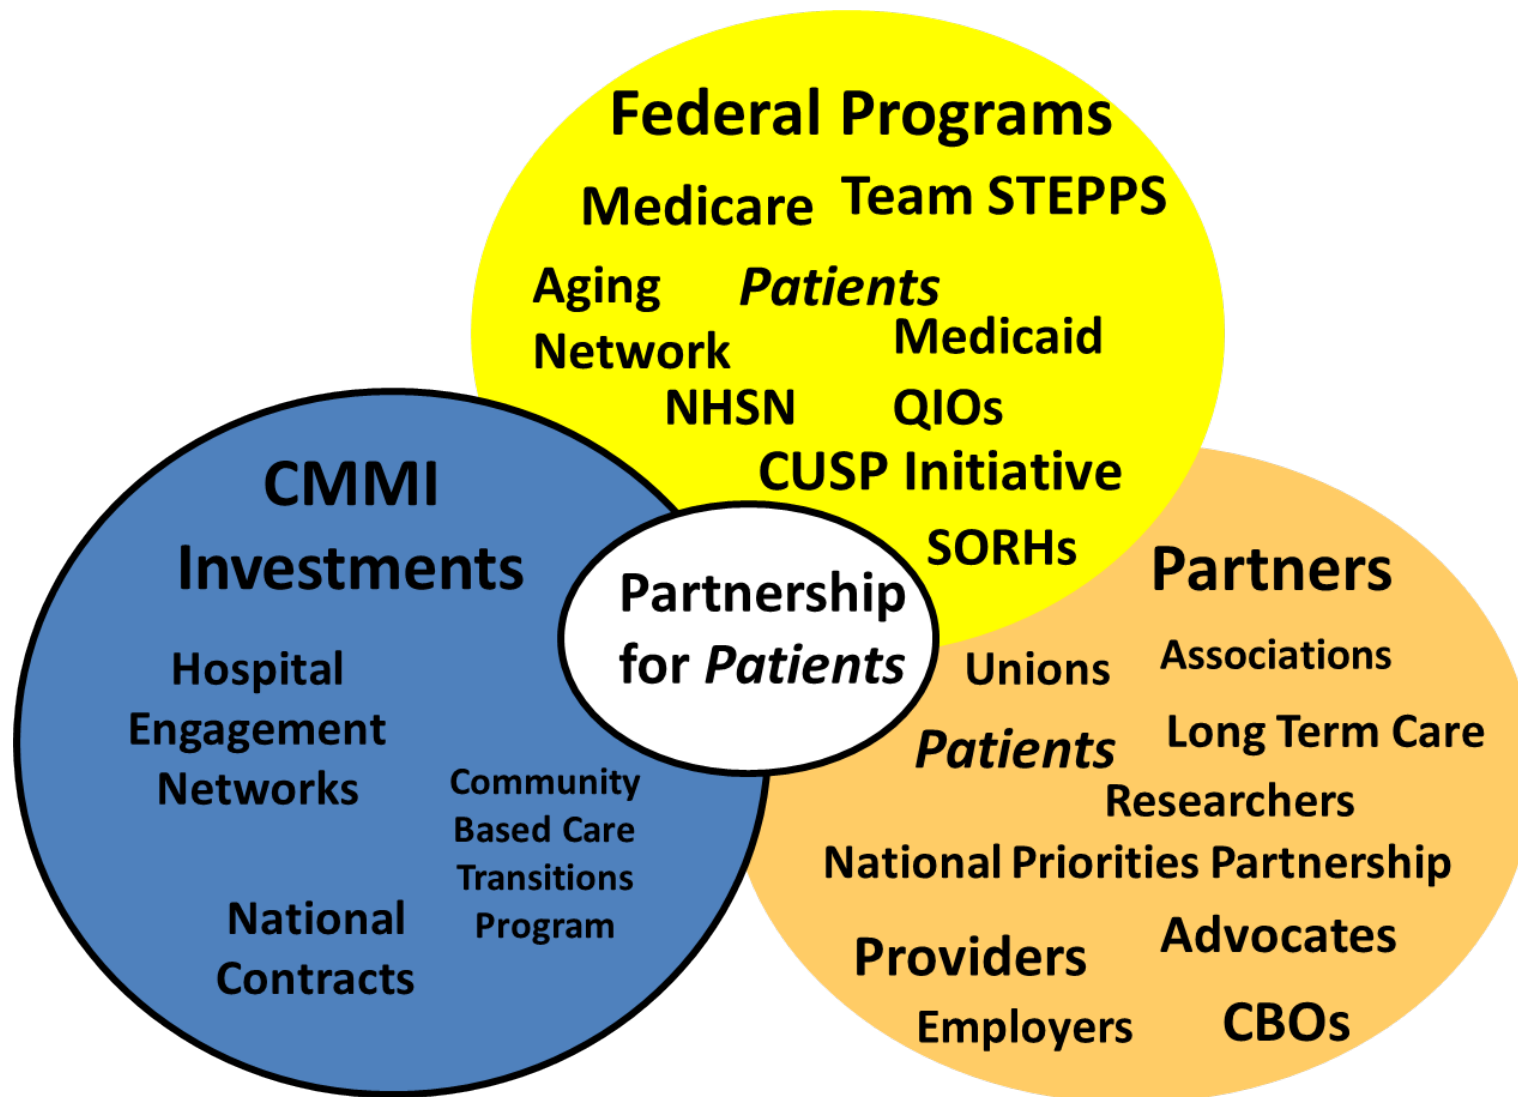 Federal Programs
Medicare
Team STEPPS
Aging
Network
Patients
Medicaid
NHSN
QIOs
CUSP Initiative
SORHs
CMMI
Investments
Hospital
Engagement
Networks
Community
Based Care
Transitions
Program
National
Contracts
Partnership
for Patients
Partners
Unions
Associations
Patients
Long Term Care
Researchers
National Priorities Partnership
Providers
Advocates
Employers
CBOs